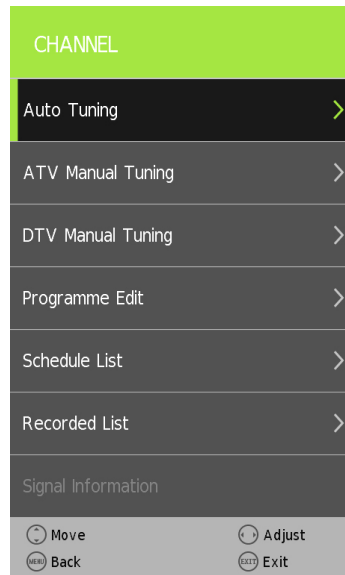 CHANNEL
Auto Tuning
ATV Manual Tuning
DTV Manual Tuning
Programme Edit
Schedule List
Recorded List
Signal Information
Move Adjust
MENU Back EXIT Exit